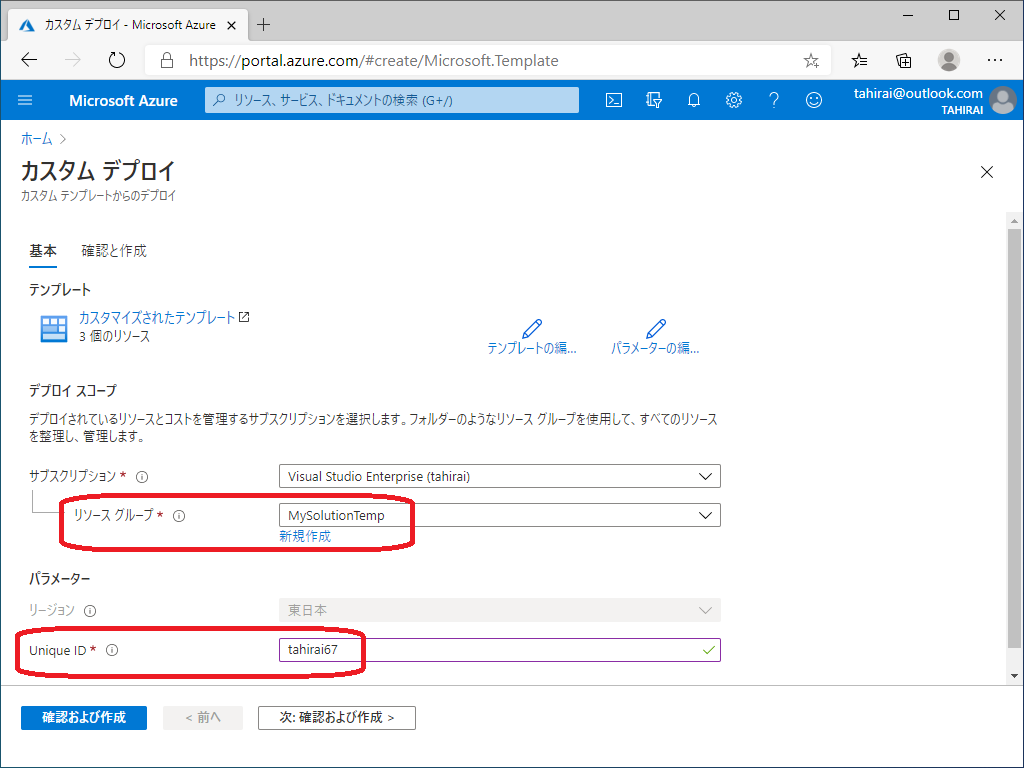 カスタム デプロイ - Microsoft Azure
https://portal.azure.com/#create/Microsoft.Template
Microsoft Azure
リソース、サービス、ドキュメントの検索 (G+/)
tahirai@outlook.com
TAHIRAI
ホーム >
カスタム デプロイ
カスタム テンプレートからのデプロイ
基本 確認と作成
テンプレート
カスタマイズされたテンプレート
3 個のリソース
テンプレートの編... パラメーターの編...
デプロイ スコープ
デプロイされているリソースとコストを管理するサブスクリプションを選択します。フォルダーのようなリソース グループを使用して、すべてのリソース
を整理し、管理します。
サブスクリプション * Visual Studio Enterprise (tahirai)
リソース グループ * MySolutionTemp
新規作成
パラメーター
リージョン 東日本
Unique ID * tahirai67
確認および作成 < 前へ 次: 確認および作成 >